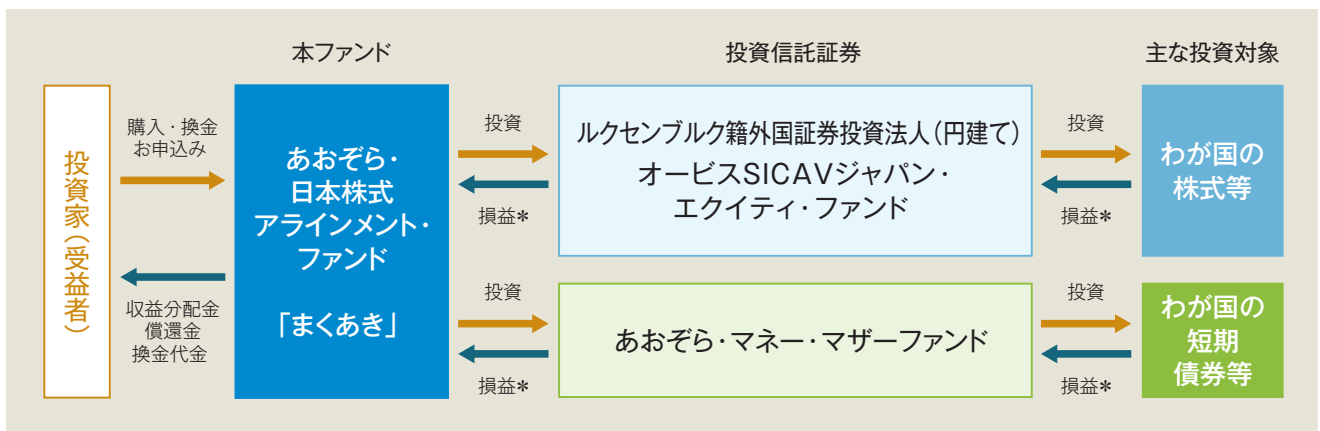 本ファンド
投資信託証券
主な投資対象
投資家（受益者）
購入・換金
お申込み
収益分配金
償還金
換金代金
あおぞら・
日本株式
アラインメント・
ファンド
「まくあき」
投資
損益＊
ルクセンブルク籍外国証券投資法人（円建て）
オービスSICAVジャパン・
エクイティ・ファンド
投資
損益＊
わが国の
株式等
投資
損益＊
あおぞら・マネー・マザーファンド
投資
損益＊
わが国の
短期
債券等